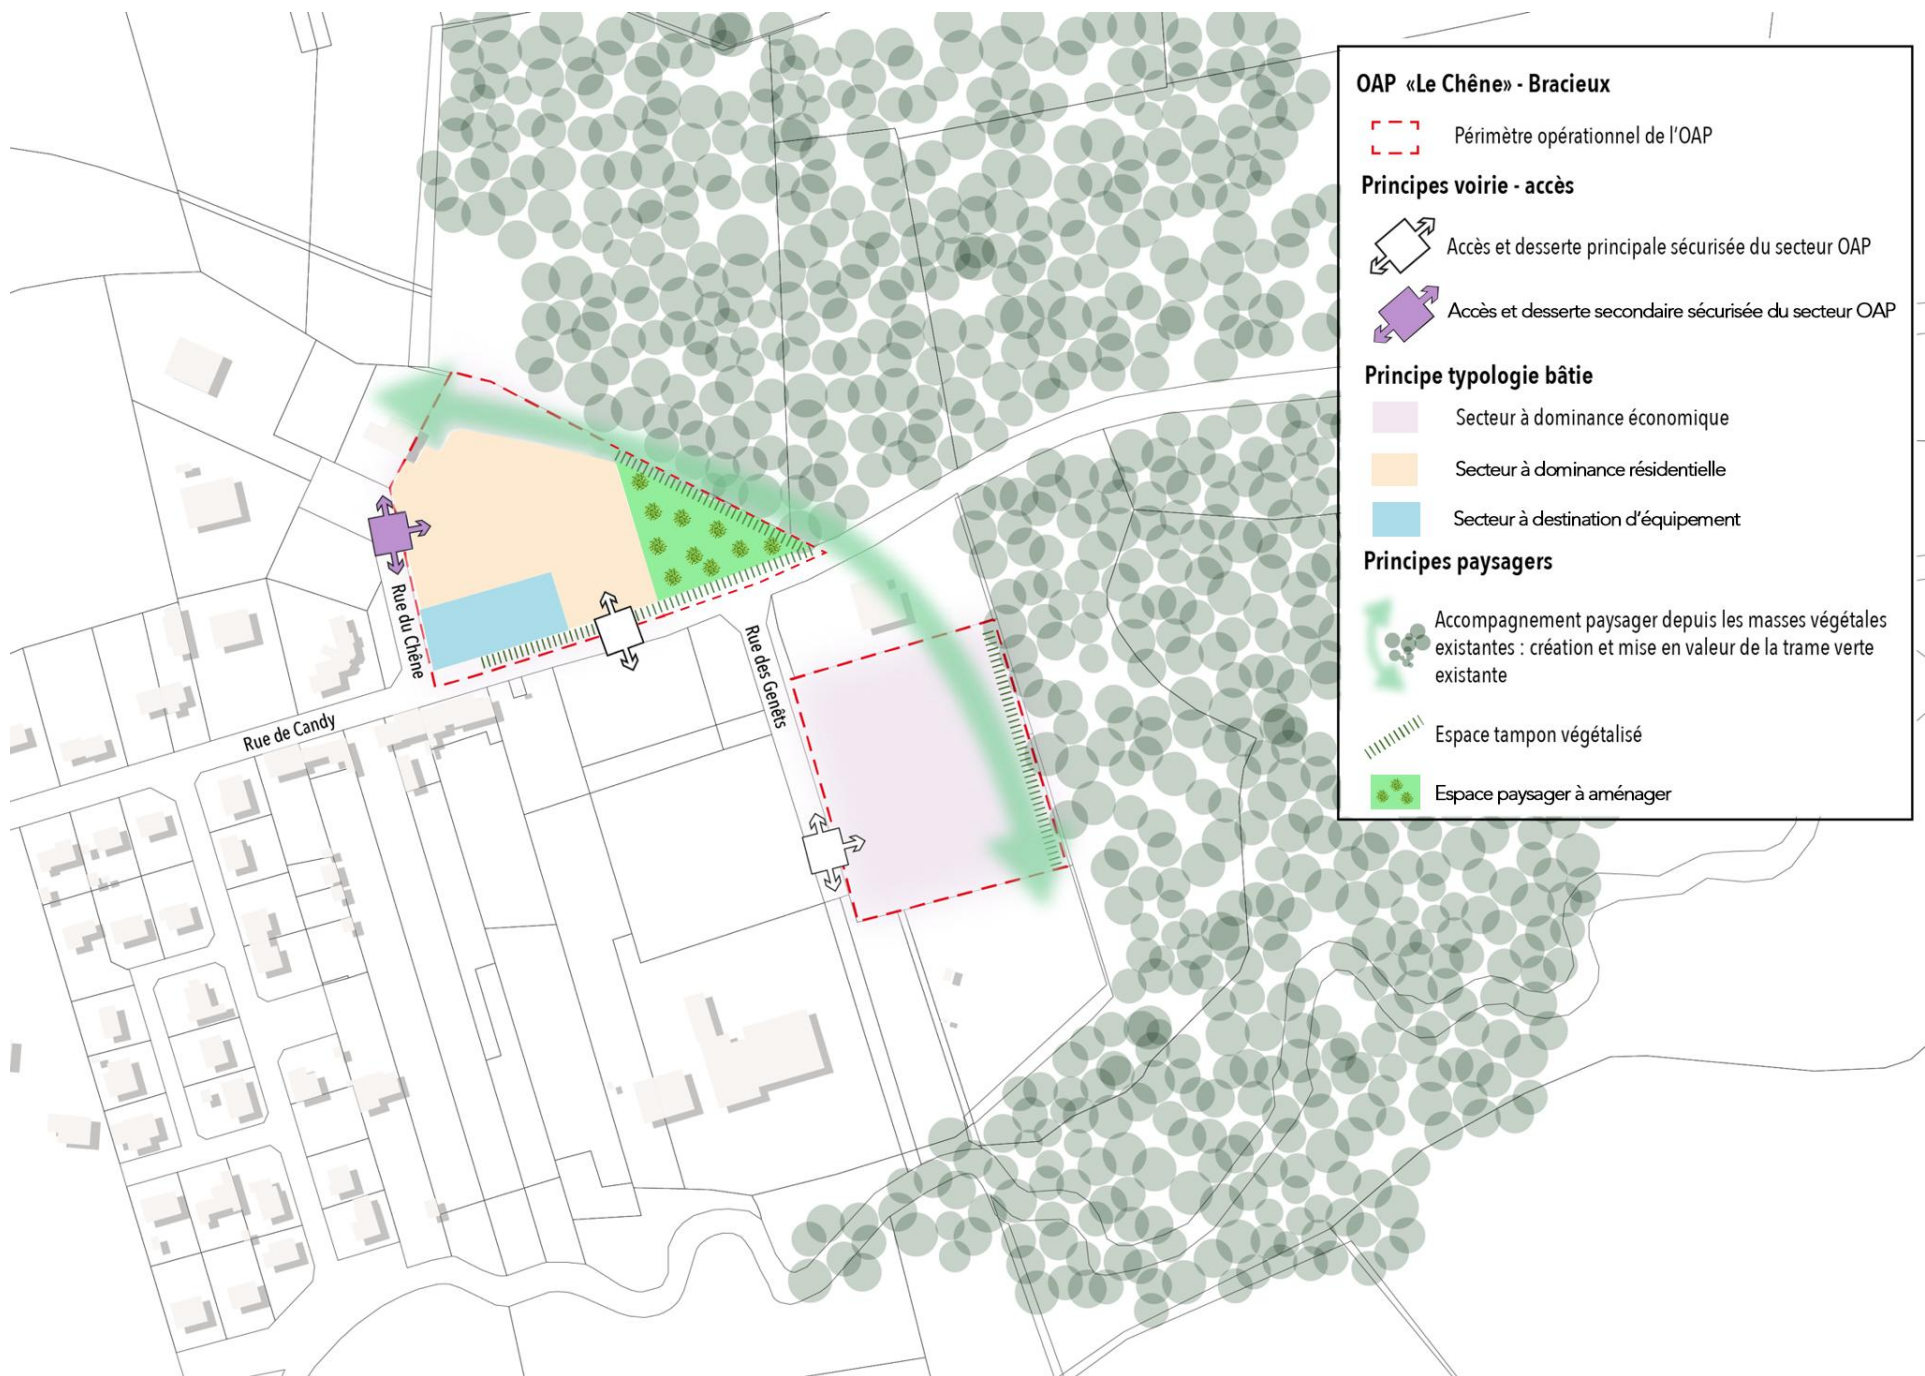 OAP «Le Chêne» - Bracieux
Périmètre opérationnel de l'OAP
Principes voirie - accès
Accès et desserte principale sécurisée du secteur OAP
Accès et desserte secondaire sécurisée du secteur OAP
Principe typologie bâtie
Secteur à dominance économique
Secteur à dominance résidentielle
Secteur à destination d'équipement
Principes paysagers
Accompagnement paysager depuis les masses végétales
existantes : création et mise en valeur de la trame verte
existante
Espace tampon végétalisé
Espace paysager à aménager
Rue du Chêne
Rue des Genêts
Rue de Candy